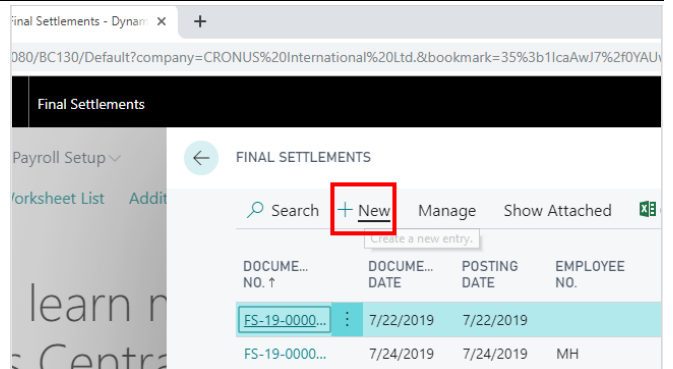 Final Settlements - Dynam × +
080/BC130/Default?company=CRONUS%20International%20Ltd.&bookmark=35%3b1IcaAwJ7%2f0YAU
Final Settlements
Payroll Setup
FINAL SETTLEMENTS
Worksheet List Addit
Search + New Manage Show Attached
Create a new entry.
DOCUME... NO. ↑ DOCUME... DATE POSTING DATE EMPLOYEE NO.
learn
FS-19-0000... 7/22/2019 7/22/2019
FS-19-0000... 7/24/2019 7/24/2019 MH
Centra